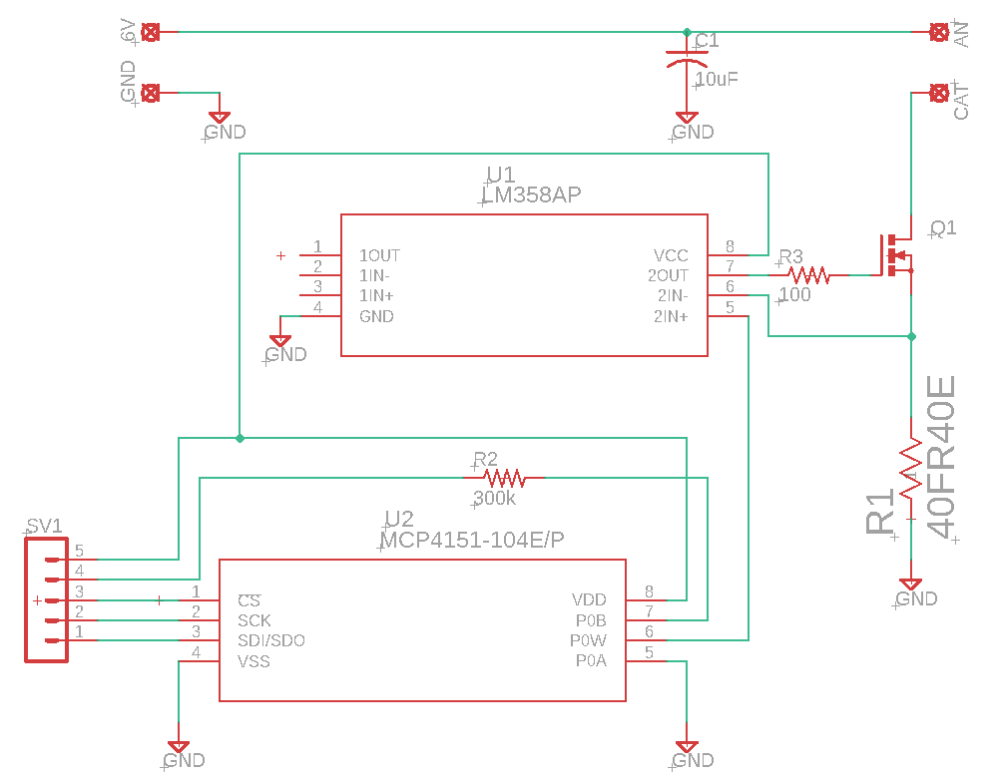 6V
AN
C1
10uF
GND
CAT
GND
GND
U1
LM358AP
1 1OUT VCC 8
2 1IN- 2OUT 7
3 1IN+ 2IN- 6
4 GND 2IN+ 5
R3
100
Q1
GND
R1
40FR40E
GND
R2
300k
SV1
5
4
3
2
1
U2
MCP4151-104E/P
1 CS VDD 8
2 SCK P0B 7
3 SDI/SDO P0W 6
4 VSS P0A 5
GND
GND